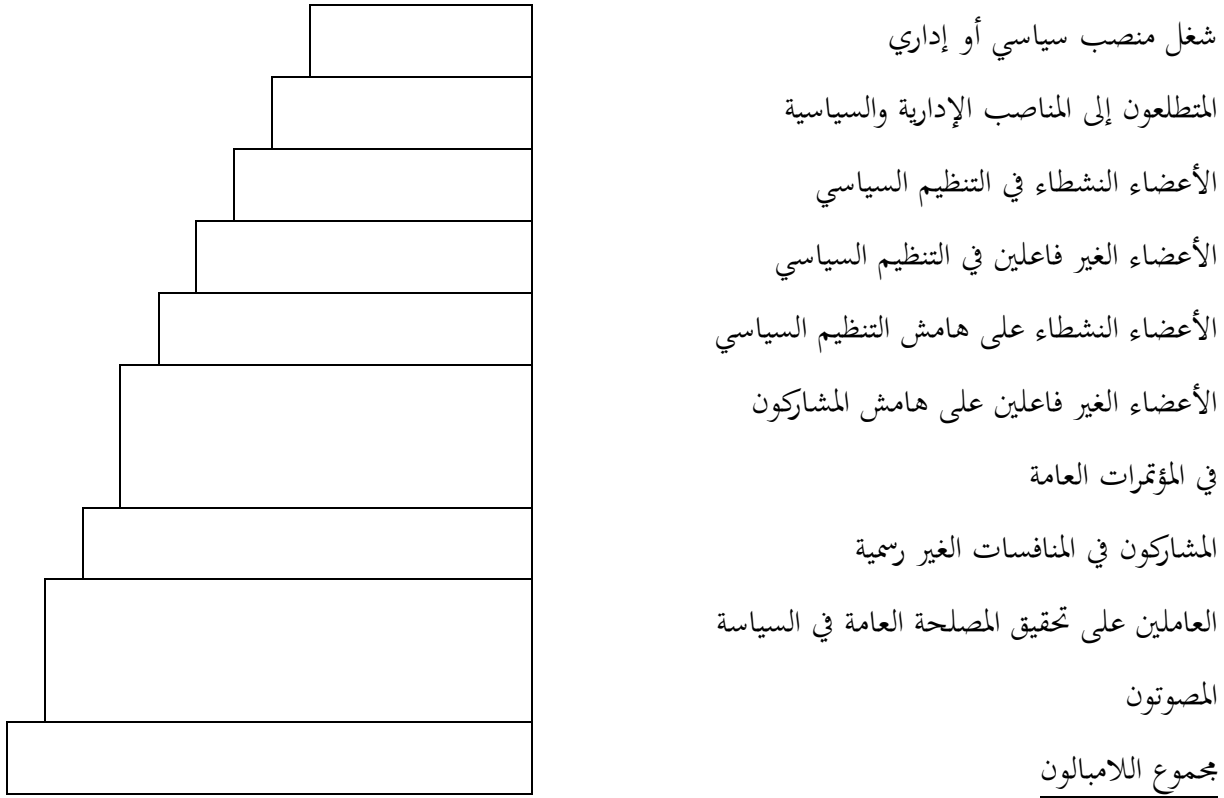 شغل منصب سياسي أو إداري
المتطلعون إلى المناصب الإدارية والسياسية
الأعضاء النشطاء في التنظيم السياسي
الأعضاء الغير فاعلين في التنظيم السياسي
الأعضاء النشطاء على هامش التنظيم السياسي
الأعضاء الغير فاعلين على هامش المشاركون
في المؤتمرات العامة
المشاركون في المنافسات الغير رسمية
العاملين على تحقيق المصلحة العامة في السياسة
المصوتون
مجموع اللامبالون